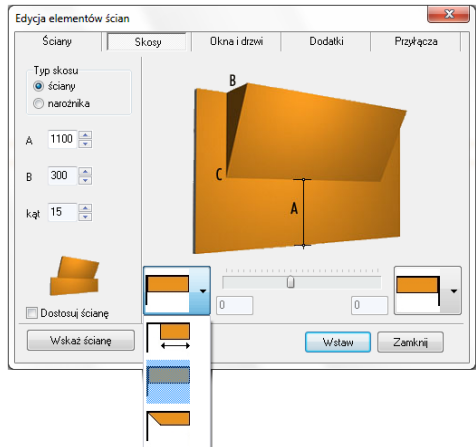 Edycja elementów ścian
Ściany Skosy Okna i drzwi Dodatki Przyłącza
Typ skosu
ściany
narożnika
A 1100
B 300
kąt 15
B
C
A
0 0
Dostosuj ścianę
Wskaż ścianę
Wstaw Zamknij